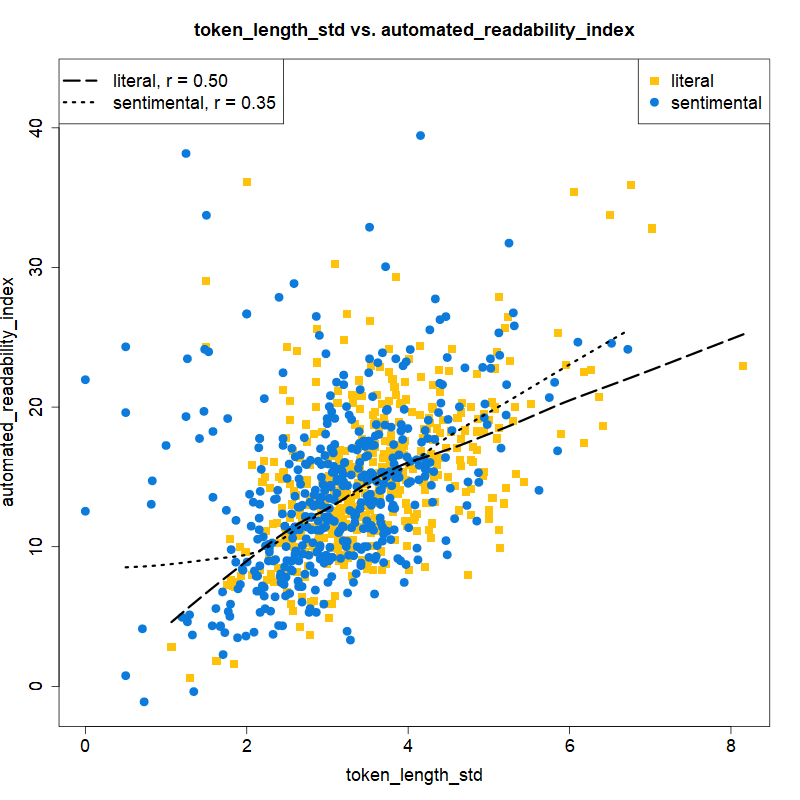 token_length_std vs. automated_readability_index
literal, r = 0.50
sentimental, r = 0.35
literal
sentimental
automated_readability_index
40
30
20
10
0
0 2 4 6 8
token_length_std